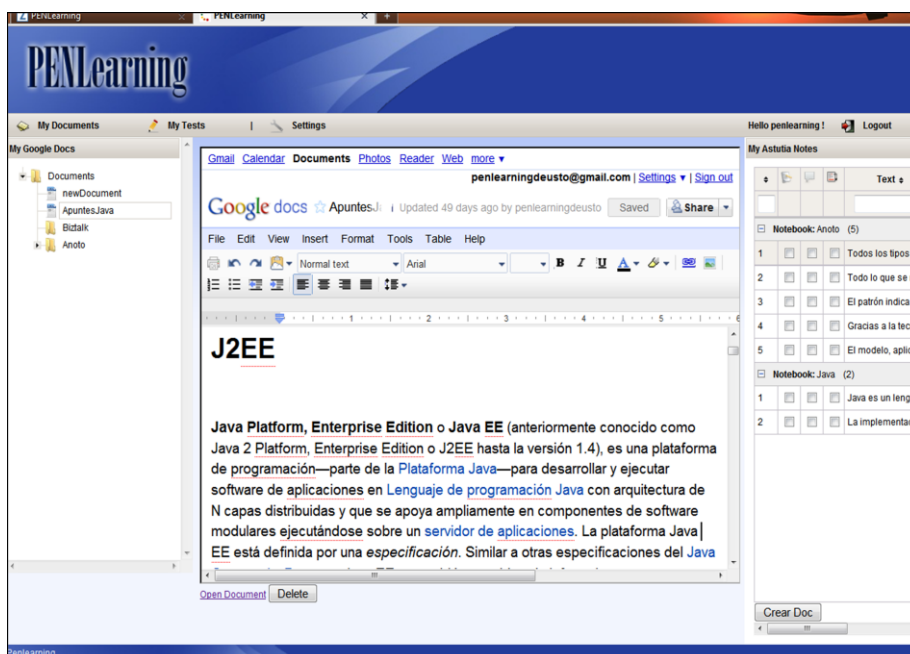 PENLearning
PENLearning
PENLearning
My Documents
My Tests
Settings
Hello penlearning !
Logout
My Google Docs
Documents
newDocument
ApuntesJava
Biztalk
Anoto
Gmail Calendar Documents Photos Reader Web more
penlearningdeusto@gmail.com | Settings | Sign out
Google docs
Updated 49 days ago by penlearningdeusto
Saved
Share
File Edit View Insert Format Tools Table Help
Normal text
Arial
B I U A
1 2 3 4 5
J2EE
Java Platform, Enterprise Edition o Java EE (anteriormente conocido como
Java 2 Platform, Enterprise Edition o J2EE hasta la versión 1.4), es una plataforma
de programación—parte de la Plataforma Java—para desarrollar y ejecutar
software de aplicaciones en Lenguaje de programación Java con arquitectura de
N capas distribuidas y que se apoya ampliamente en componentes de software
modulares ejecutándose sobre un servidor de aplicaciones. La plataforma Java
EE está definida por una especificación. Similar a otras especificaciones del Java
Open Document
Delete
My Astutia Notes
Text
Notebook: Anoto (5)
1 Todos los tipos
2 Todo lo que se
3 El patrón indica
4 Gracias a la tec
5 El modelo, aplic
Notebook: Java (2)
1 Java es un leng
2 La implementac
Crear Doc
Penlearning